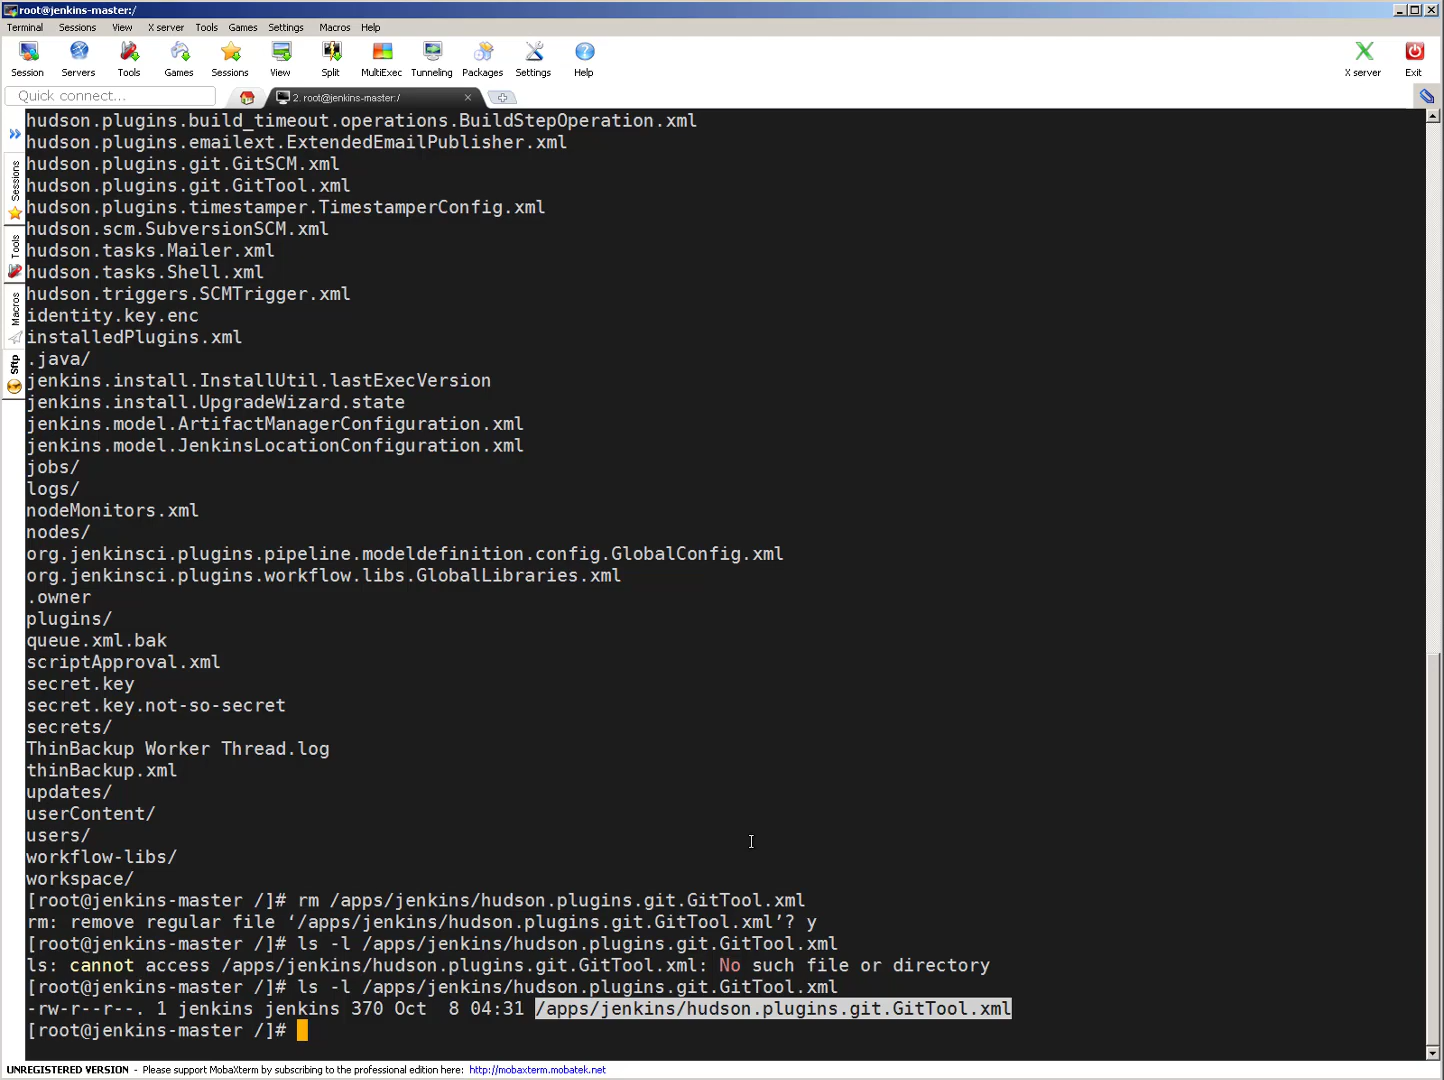 root@jenkins-master:/
Terminal Sessions View X server Tools Games Settings Macros Help
Session Servers Tools Games Sessions View Split MultiExec Tunneling Packages Settings Help X server Exit
Quick connect...
2. root@jenkins-master:/
Sessions
Tools
Macros
Sftp
hudson.plugins.build_timeout.operations.BuildStepOperation.xml
hudson.plugins.emailext.ExtendedEmailPublisher.xml
hudson.plugins.git.GitSCM.xml
hudson.plugins.git.GitTool.xml
hudson.plugins.timestamper.TimestamperConfig.xml
hudson.scm.SubversionSCM.xml
hudson.tasks.Mailer.xml
hudson.tasks.Shell.xml
hudson.triggers.SCMTrigger.xml
identity.key.enc
installedPlugins.xml
.java/
jenkins.install.InstallUtil.lastExecVersion
jenkins.install.UpgradeWizard.state
jenkins.model.ArtifactManagerConfiguration.xml
jenkins.model.JenkinsLocationConfiguration.xml
jobs/
logs/
nodeMonitors.xml
nodes/
org.jenkinsci.plugins.pipeline.modeldefinition.config.GlobalConfig.xml
org.jenkinsci.plugins.workflow.libs.GlobalLibraries.xml
.owner
plugins/
queue.xml.bak
scriptApproval.xml
secret.key
secret.key.not-so-secret
secrets/
ThinBackup Worker Thread.log
thinBackup.xml
updates/
userContent/
users/
workflow-libs/
workspace/
[root@jenkins-master /]# rm /apps/jenkins/hudson.plugins.git.GitTool.xml
rm: remove regular file ‘/apps/jenkins/hudson.plugins.git.GitTool.xml’? y
[root@jenkins-master /]# ls -l /apps/jenkins/hudson.plugins.git.GitTool.xml
ls: cannot access /apps/jenkins/hudson.plugins.git.GitTool.xml: No such file or directory
[root@jenkins-master /]# ls -l /apps/jenkins/hudson.plugins.git.GitTool.xml
-rw-r--r--. 1 jenkins jenkins 370 Oct  8 04:31 /apps/jenkins/hudson.plugins.git.GitTool.xml
[root@jenkins-master /]#
UNREGISTERED VERSION - Please support MobaXterm by subscribing to the professional edition here: http://mobaxterm.mobatek.net